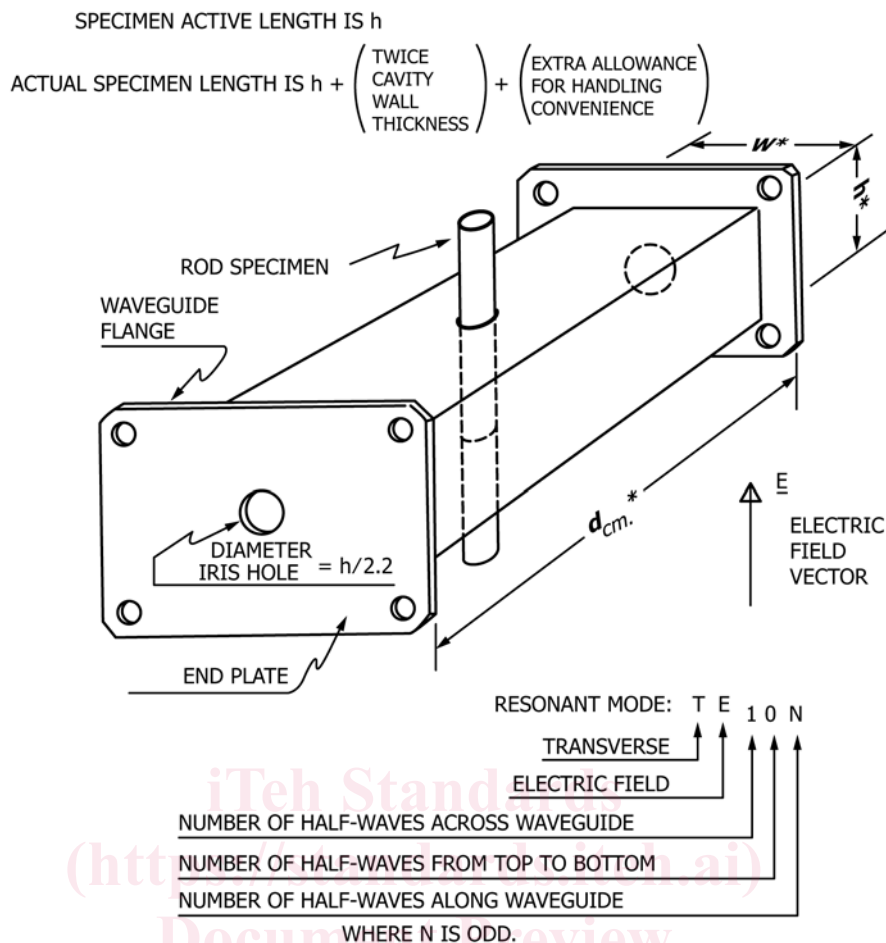 SPECIMEN ACTIVE LENGTH IS h
ACTUAL SPECIMEN LENGTH IS h + (TWICE CAVITY WALL THICKNESS) + (EXTRA ALLOWANCE FOR HANDLING CONVENIENCE)
w*
h*
ROD SPECIMEN
WAVEGUIDE
FLANGE
d cm. *
E
ELECTRIC
FIELD
VECTOR
DIAMETER
IRIS HOLE = h/2.2
END PLATE
RESONANT MODE: T E 1 0 N
TRANSVERSE
ELECTRIC FIELD
NUMBER OF HALF-WAVES ACROSS WAVEGUIDE
NUMBER OF HALF-WAVES FROM TOP TO BOTTOM
NUMBER OF HALF-WAVES ALONG WAVEGUIDE
WHERE N IS ODD.
iTeh Standards
(https://standards.iteh.ai)
Document Preview